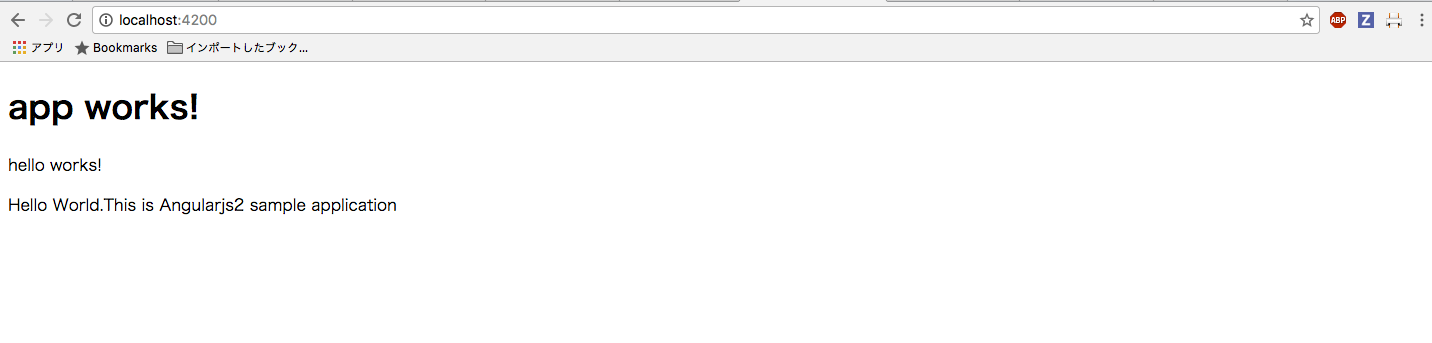 localhost:4200
ABP
Z
アプリ Bookmarks インポートしたブック...
app works!
hello works!
Hello World.This is Angularjs2 sample application